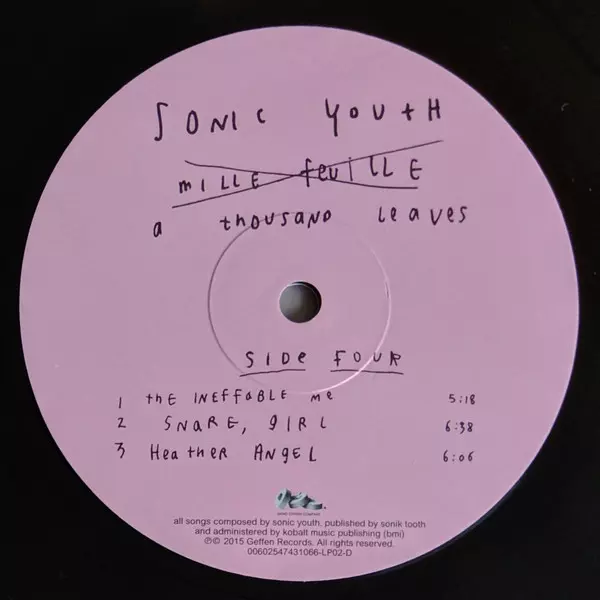 SONIC YOUTH
mILLE feuiLLE
a thOUSAND Leaves
SIDe FOUR
1 thE INEffaBLE me 5:18
2 SNaRE, gIRL 6:38
3 HeatHER ANGEL 6:06
all songs composed by sonic youth. published by sonik tooth
and administered by kobalt music publishing (bmi)
℗© 2015 Geffen Records. All rights reserved.
00602547431066-LP02-D